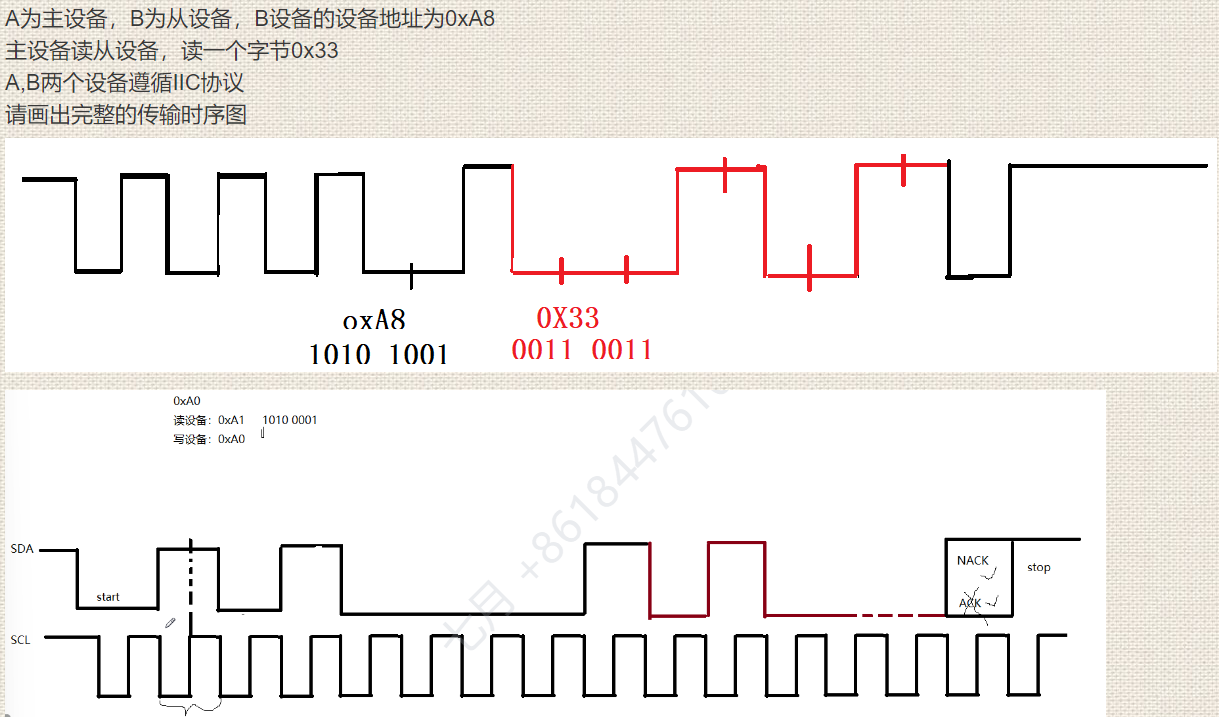 A为主设备，B为从设备，B设备的设备地址为0xA8
主设备读从设备，读一个字节0x33
A,B两个设备遵循IIC协议
请画出完整的传输时序图
oxA8
1010 1001
0X33
0011 0011
0xA0
读设备：0xA1 1010 0001
写设备：0xA0
七月 +861844761
SDA
start
NACK
stop
ACK
SCL